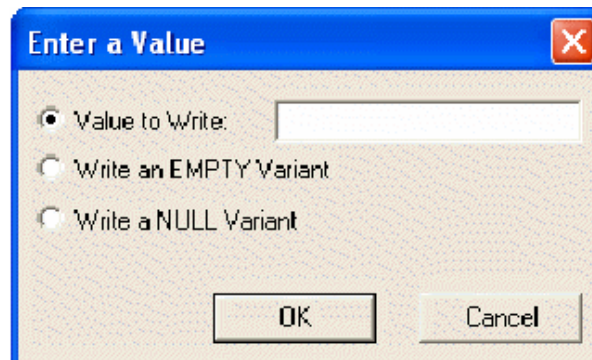 Enter a Value
Value to Write:
Write an EMPTY Variant
Write a NULL Variant
OK Cancel